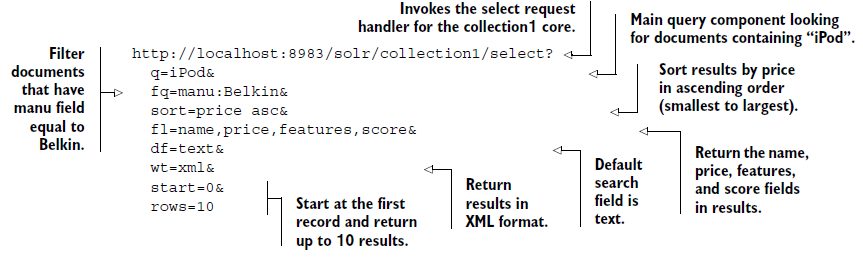 Invokes the select request
handler for the collection1 core.
Main query component looking
for documents containing “iPod”.
Filter
documents
that have
manu field
equal to
Belkin.
http://localhost:8983/solr/collection1/select?
q=iPod&
fq=manu:Belkin&
sort=price asc&
fl=name,price,features,score&
df=text&
wt=xml&
start=0&
rows=10
Sort results by price
in ascending order
(smallest to largest).
Return the name,
price, features,
and score fields
in results.
Default
search
field is
text.
Return
results in
XML format.
Start at the first
record and return
up to 10 results.